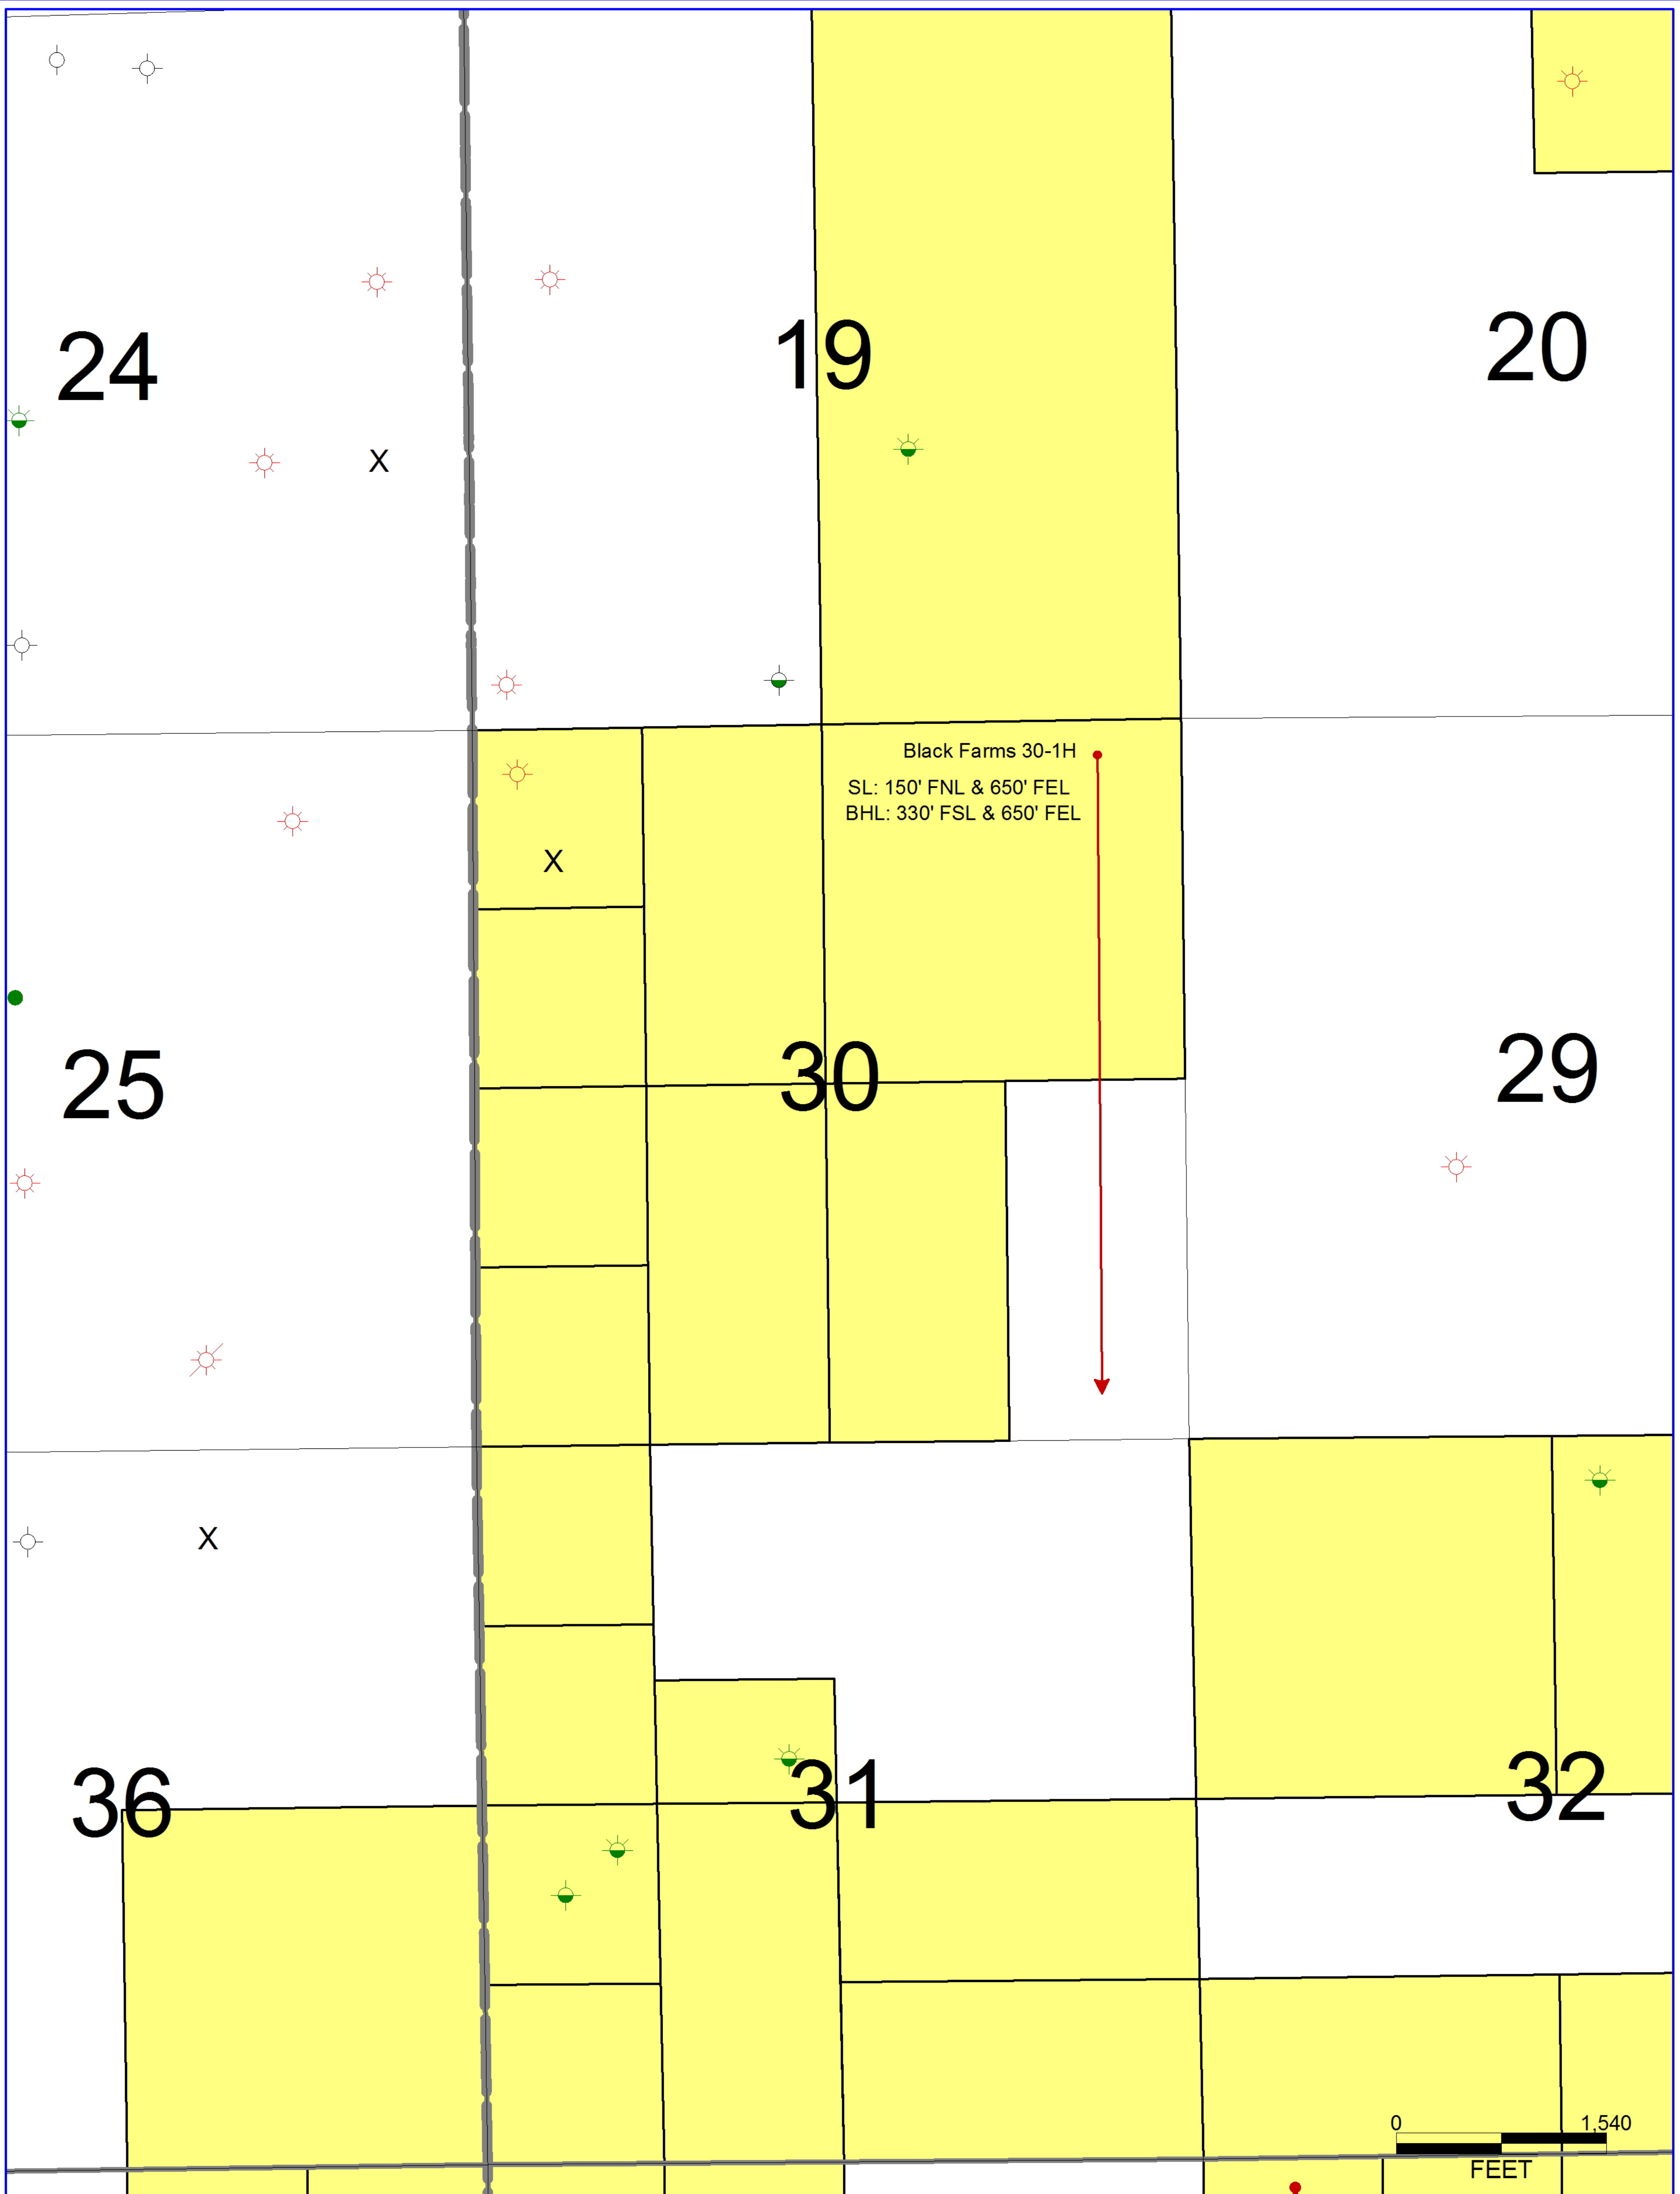 24
19
20
X
Black Farms 30-1H
SL: 150' FNL & 650' FEL
BHL: 330' FSL & 650' FEL
X
25
30
29
X
36
31
32
0 1,540
FEET